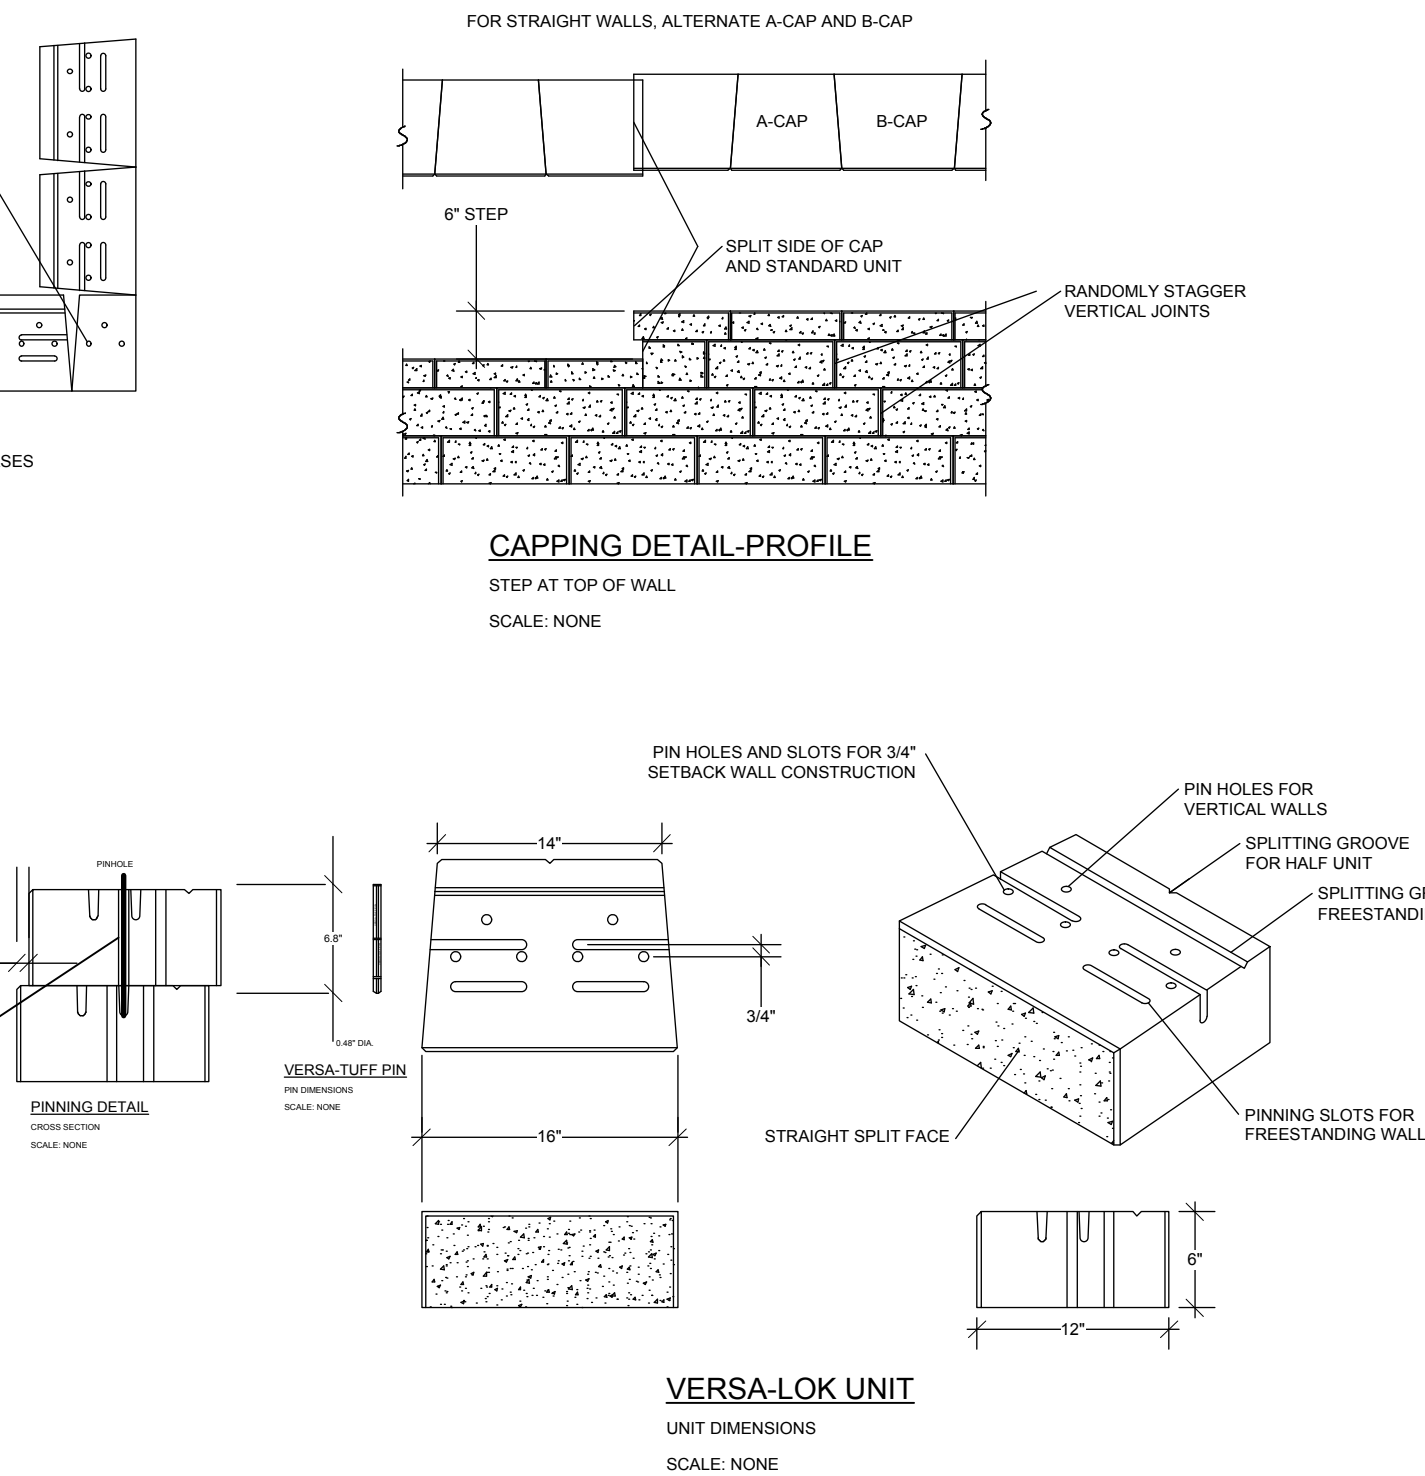 FOR STRAIGHT WALLS, ALTERNATE A-CAP AND B-CAP
A-CAP
B-CAP
6" STEP
SPLIT SIDE OF CAP
AND STANDARD UNIT
RANDOMLY STAGGER
VERTICAL JOINTS
SES
CAPPING DETAIL-PROFILE
STEP AT TOP OF WALL
SCALE: NONE
PIN HOLES AND SLOTS FOR 3/4"
SETBACK WALL CONSTRUCTION
PIN HOLES FOR
VERTICAL WALLS
SPLITTING GROOVE
FOR HALF UNIT
SPLITTING G
FREESTANDI
PINHOLE
14"
6.8"
3/4"
0.48" DIA.
VERSA-TUFF PIN
PIN DIMENSIONS
SCALE: NONE
PINNING DETAIL
CROSS SECTION
SCALE: NONE
16"
STRAIGHT SPLIT FACE
PINNING SLOTS FOR
FREESTANDING WALL
6"
12"
VERSA-LOK UNIT
UNIT DIMENSIONS
SCALE: NONE